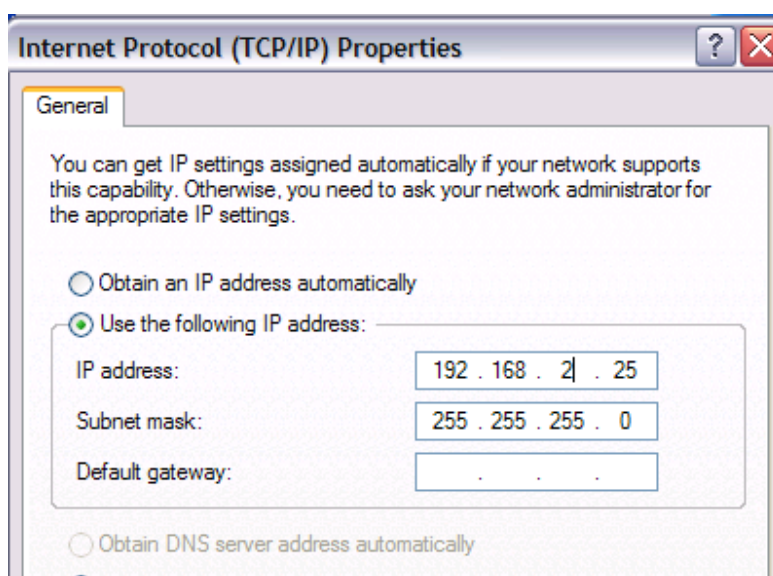 Internet Protocol (TCP/IP) Properties
General
You can get IP settings assigned automatically if your network supports
this capability. Otherwise, you need to ask your network administrator for
the appropriate IP settings.
Obtain an IP address automatically
Use the following IP address:
IP address: 192 . 168 . 2 . 25
Subnet mask: 255 . 255 . 255 . 0
Default gateway: . . .
Obtain DNS server address automatically